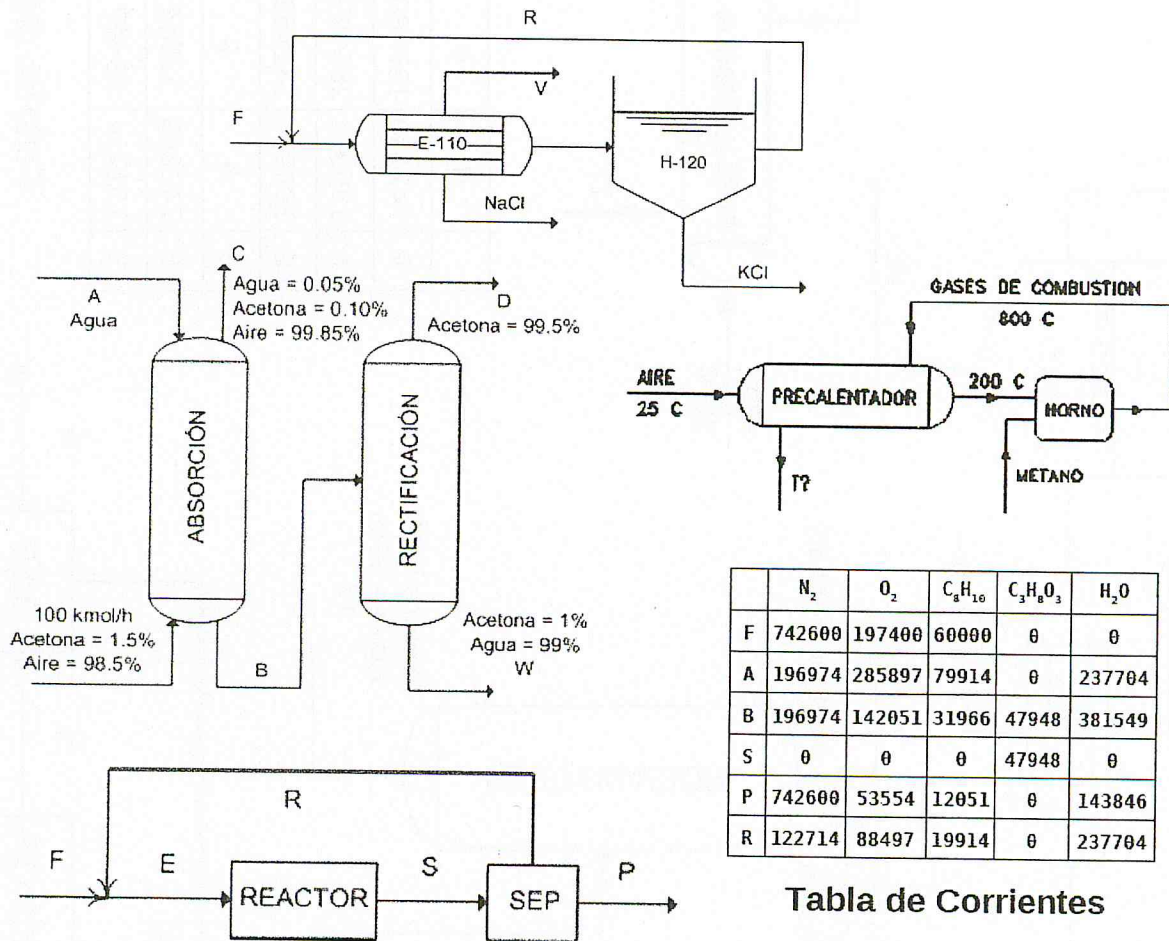 R
V
F
E-110
H-120
NaCl
KCl
A
Agua
C
Agua = 0.05%
Acetona = 0.10%
Aire = 99.85%
D
Acetona = 99.5%
ABSORCIÓN
RECTIFICACIÓN
100 kmol/h
Acetona = 1.5%
Aire = 98.5%
B
Acetona = 1%
Agua = 99%
W
GASES DE COMBUSTION
800 C
AIRE
25 C
PRECALENTADOR
200 C
HORNO
T?
METANO
N₂ O₂ C₈H₁₆ C₃H₈O₃ H₂O
F 742600 197400 60000 0 0
A 196974 285897 79914 0 237704
B 196974 142051 31966 47948 381549
S 0 0 0 47948 0
P 742600 53554 12051 0 143846
R 122714 88497 19914 0 237704
Tabla de Corrientes
R
F
E
REACTOR
S
SEP
P